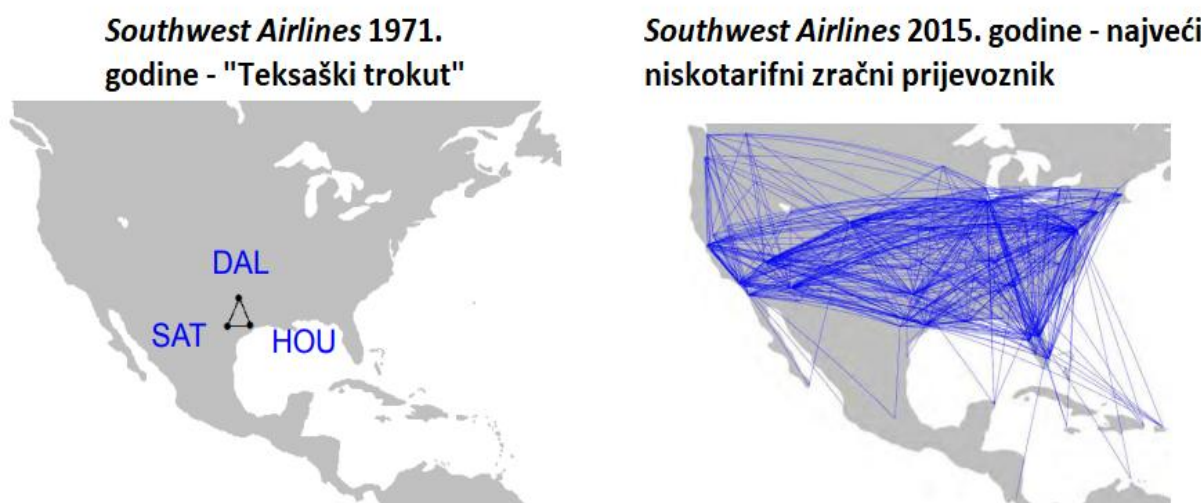 Southwest Airlines 1971.
godine - "Teksaški trokut"
Southwest Airlines 2015. godine - najveći
niskotarifni zračni prijevoznik
DAL
SAT
HOU